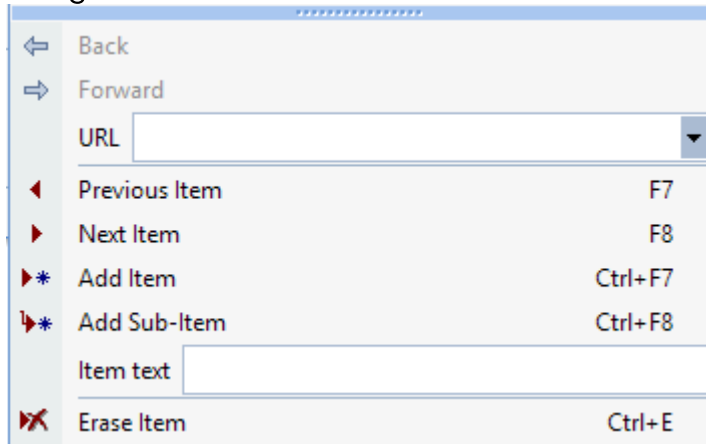 Back
Forward
URL
Previous Item F7
Next Item F8
Add Item Ctrl+F7
Add Sub-Item Ctrl+F8
Item text
Erase Item Ctrl+E